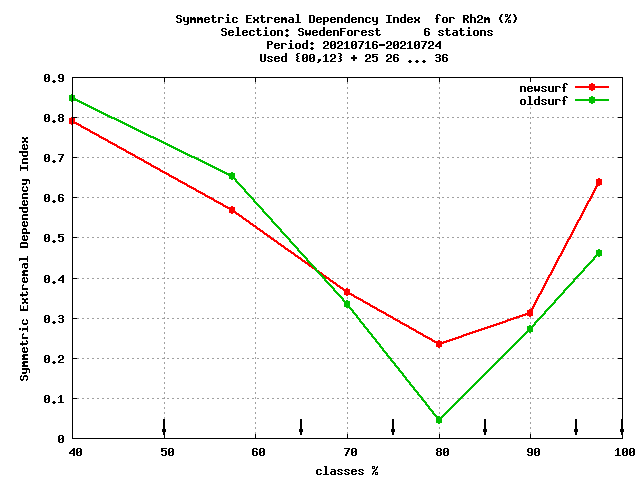 Symmetric Extremal Dependency Index  for Rh2m (%)
Selection: SwedenForest      6 stations
Period: 20210716-20210724
Used {00,12} + 25 26 ... 36
newsurf
oldsurf
0.9
0.8
0.7
0.6
0.5
0.4
0.3
0.2
0.1
0
Symmetric Extremal Dependency Index
40 50 60 70 80 90 100
classes %